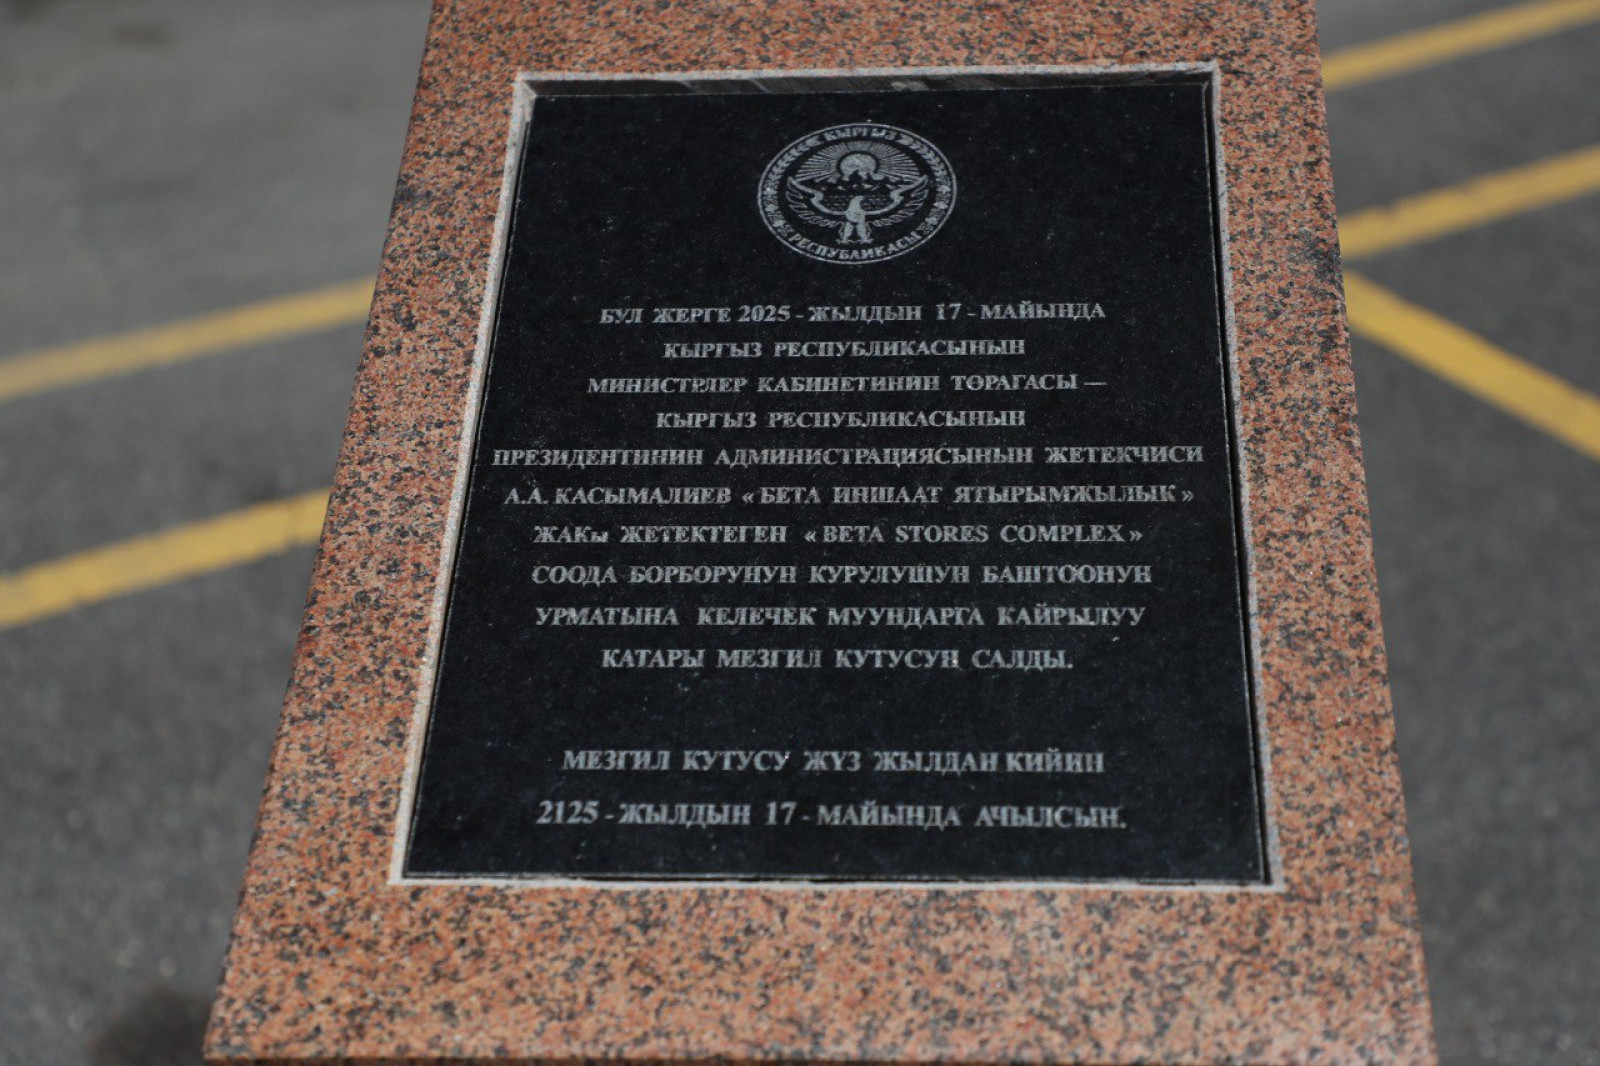 КЫРГЫЗ
РЕСПУБЛИКАСЫ
БУЛ ЖЕРГЕ 2025 - ЖЫЛДЫН 17 - МАЙЫНДА
КЫРГЫЗ РЕСПУБЛИКАСЫНЫН
МИНИСТРЛЕР КАБИНЕТИНИН ТӨРАГАСЫ —
КЫРГЫЗ РЕСПУБЛИКАСЫНЫН
ПРЕЗИДЕНТИНИН АДМИНИСТРАЦИЯСЫНЫН ЖЕТЕКЧИСИ
А.А. КАСЫМАЛИЕВ « БЕТА ИНШААТ ЯТЫРЫМЖЫЛЫК »
ЖАКы ЖЕТЕКТЕГЕН « BETA STORES COMPLEX »
СООДА БОРБОРУНУН КУРУЛУШУН БАШТООНУН
УРМАТЫНА КЕЛЕЧЕК МУУНДАРГА КАЙРЫЛУУ
КАТАРЫ МЕЗГИЛ КУТУСУН САЛДЫ.
МЕЗГИЛ КУТУСУ ЖҮЗ ЖЫЛДАН КИЙИН
2125 - ЖЫЛДЫН 17 - МАЙЫНДА АЧЫЛСЫН.